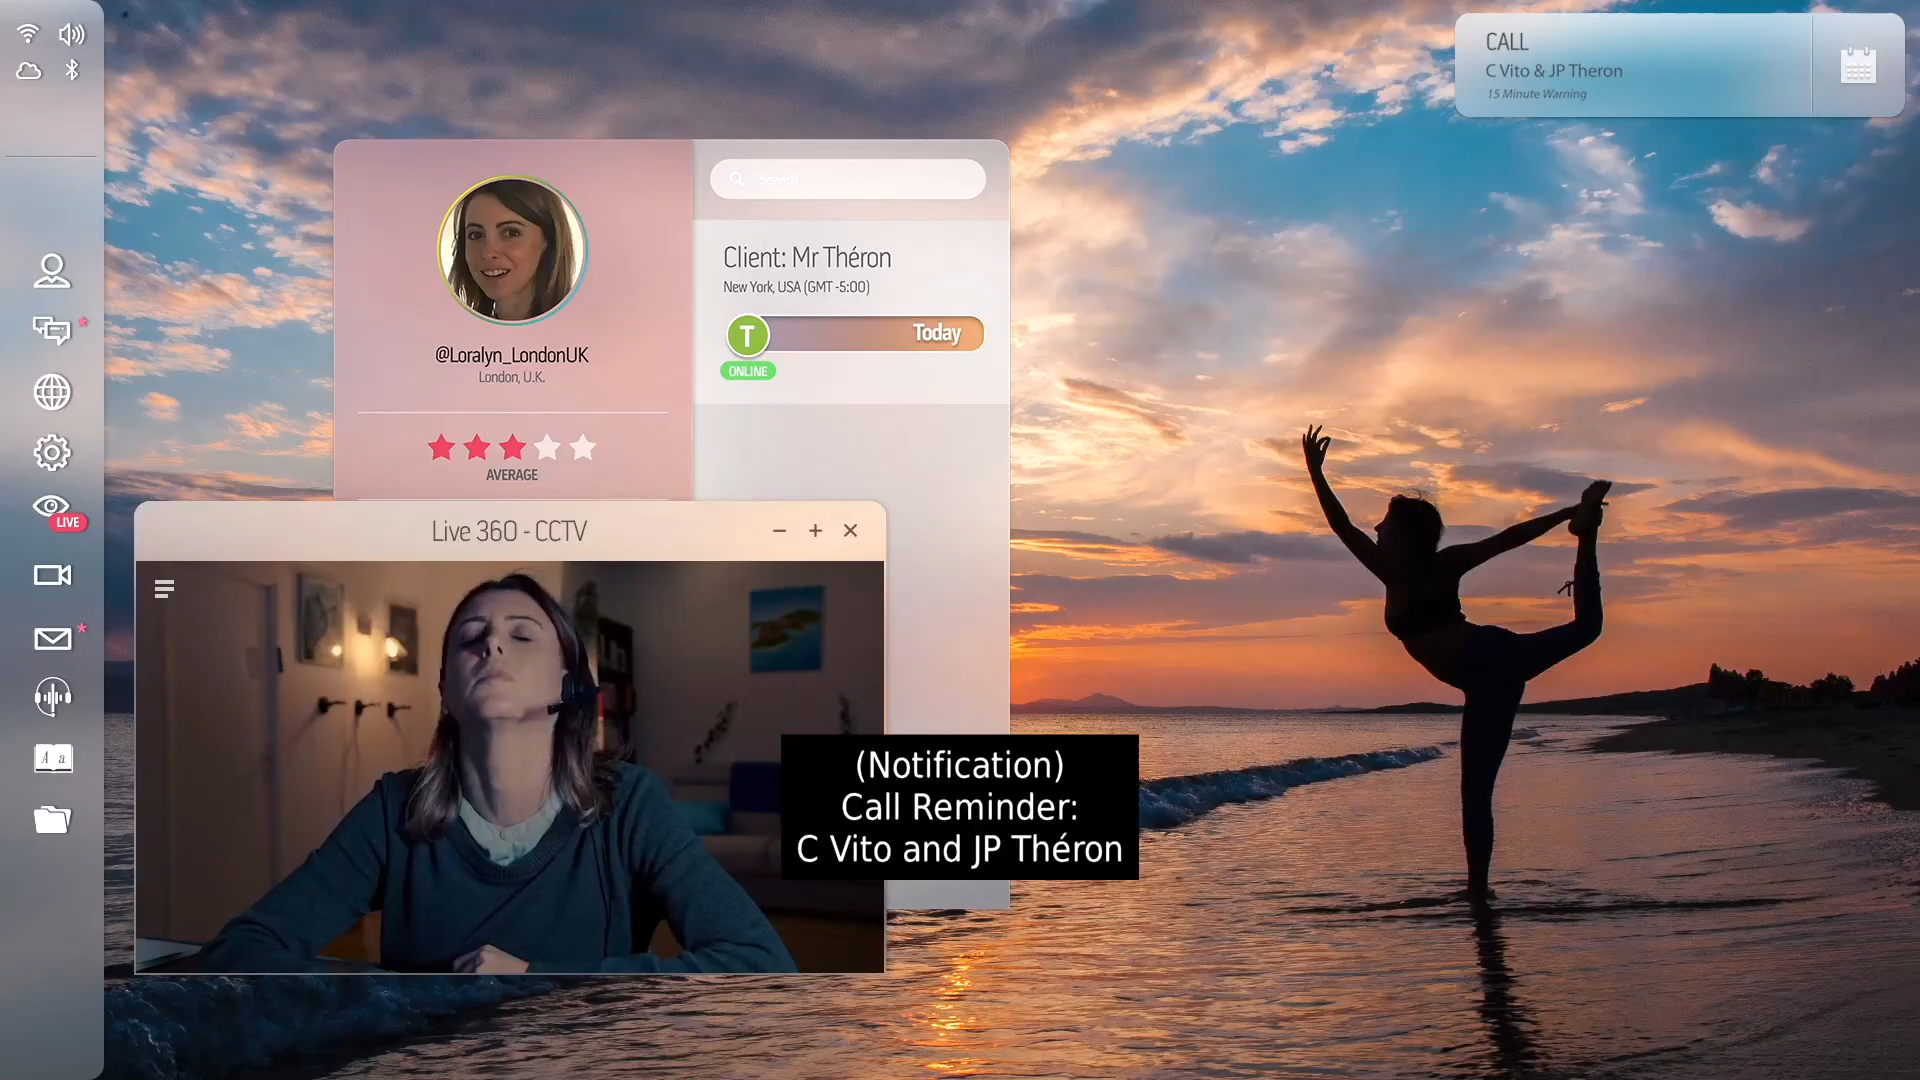 CALL
C Vito & JP Theron
15 Minute Warning
Search
Client: Mr Théron
New York, USA (GMT -5:00)
T
Today
ONLINE
@Loralyn_LondonUK
London, U.K.
AVERAGE
LIVE
Live 360 - CCTV
A a
(Notification)
Call Reminder:
C Vito and JP Théron